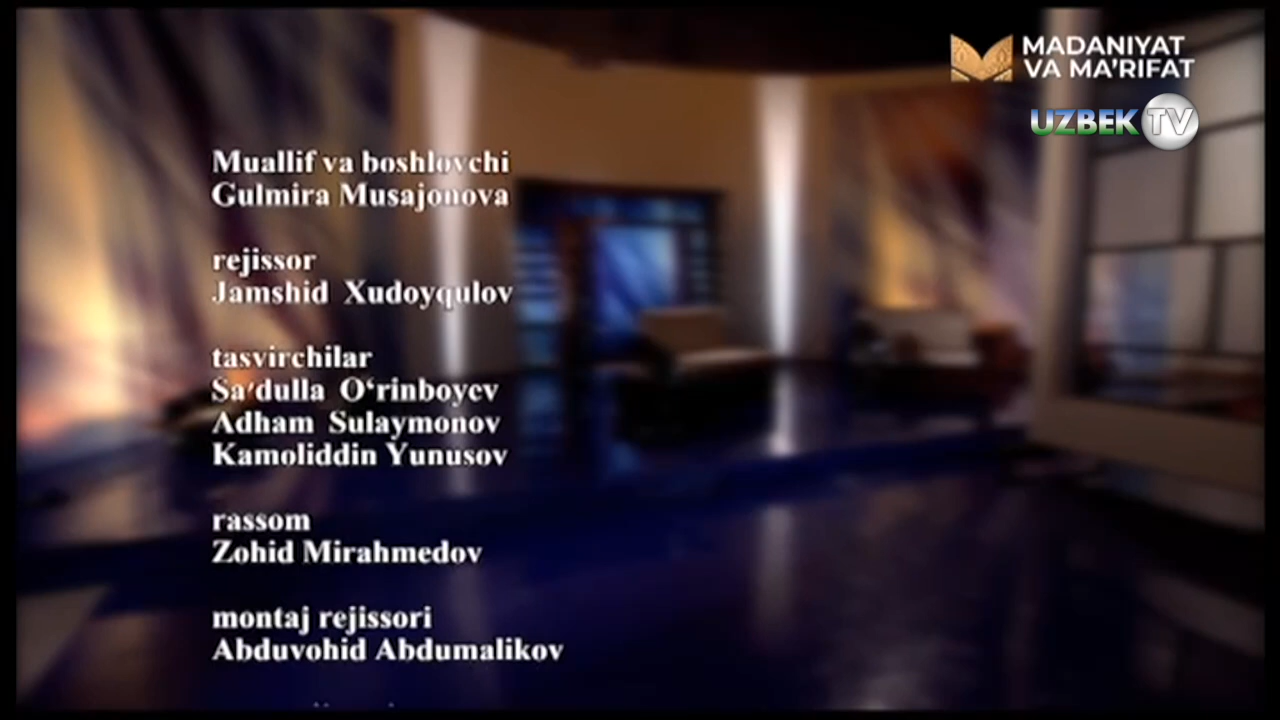 MADANIYAT
VA MA'RIFAT
UZBEK TV
Muallif va boshlovchi
Gulmira Musajonova
rejissor
Jamshid Xudoyqulov
tasvirchilar
Sa'dulla O‘rinboyev
Adham Sulaymonov
Kamoliddin Yunusov
rassom
Zohid Mirahmedov
montaj rejissori
Abduvohid Abdumalikov